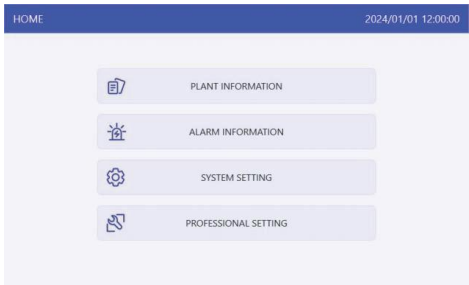 HOME
2024/01/01 12:00:00
PLANT INFORMATION
ALARM INFORMATION
SYSTEM SETTING
PROFESSIONAL SETTING